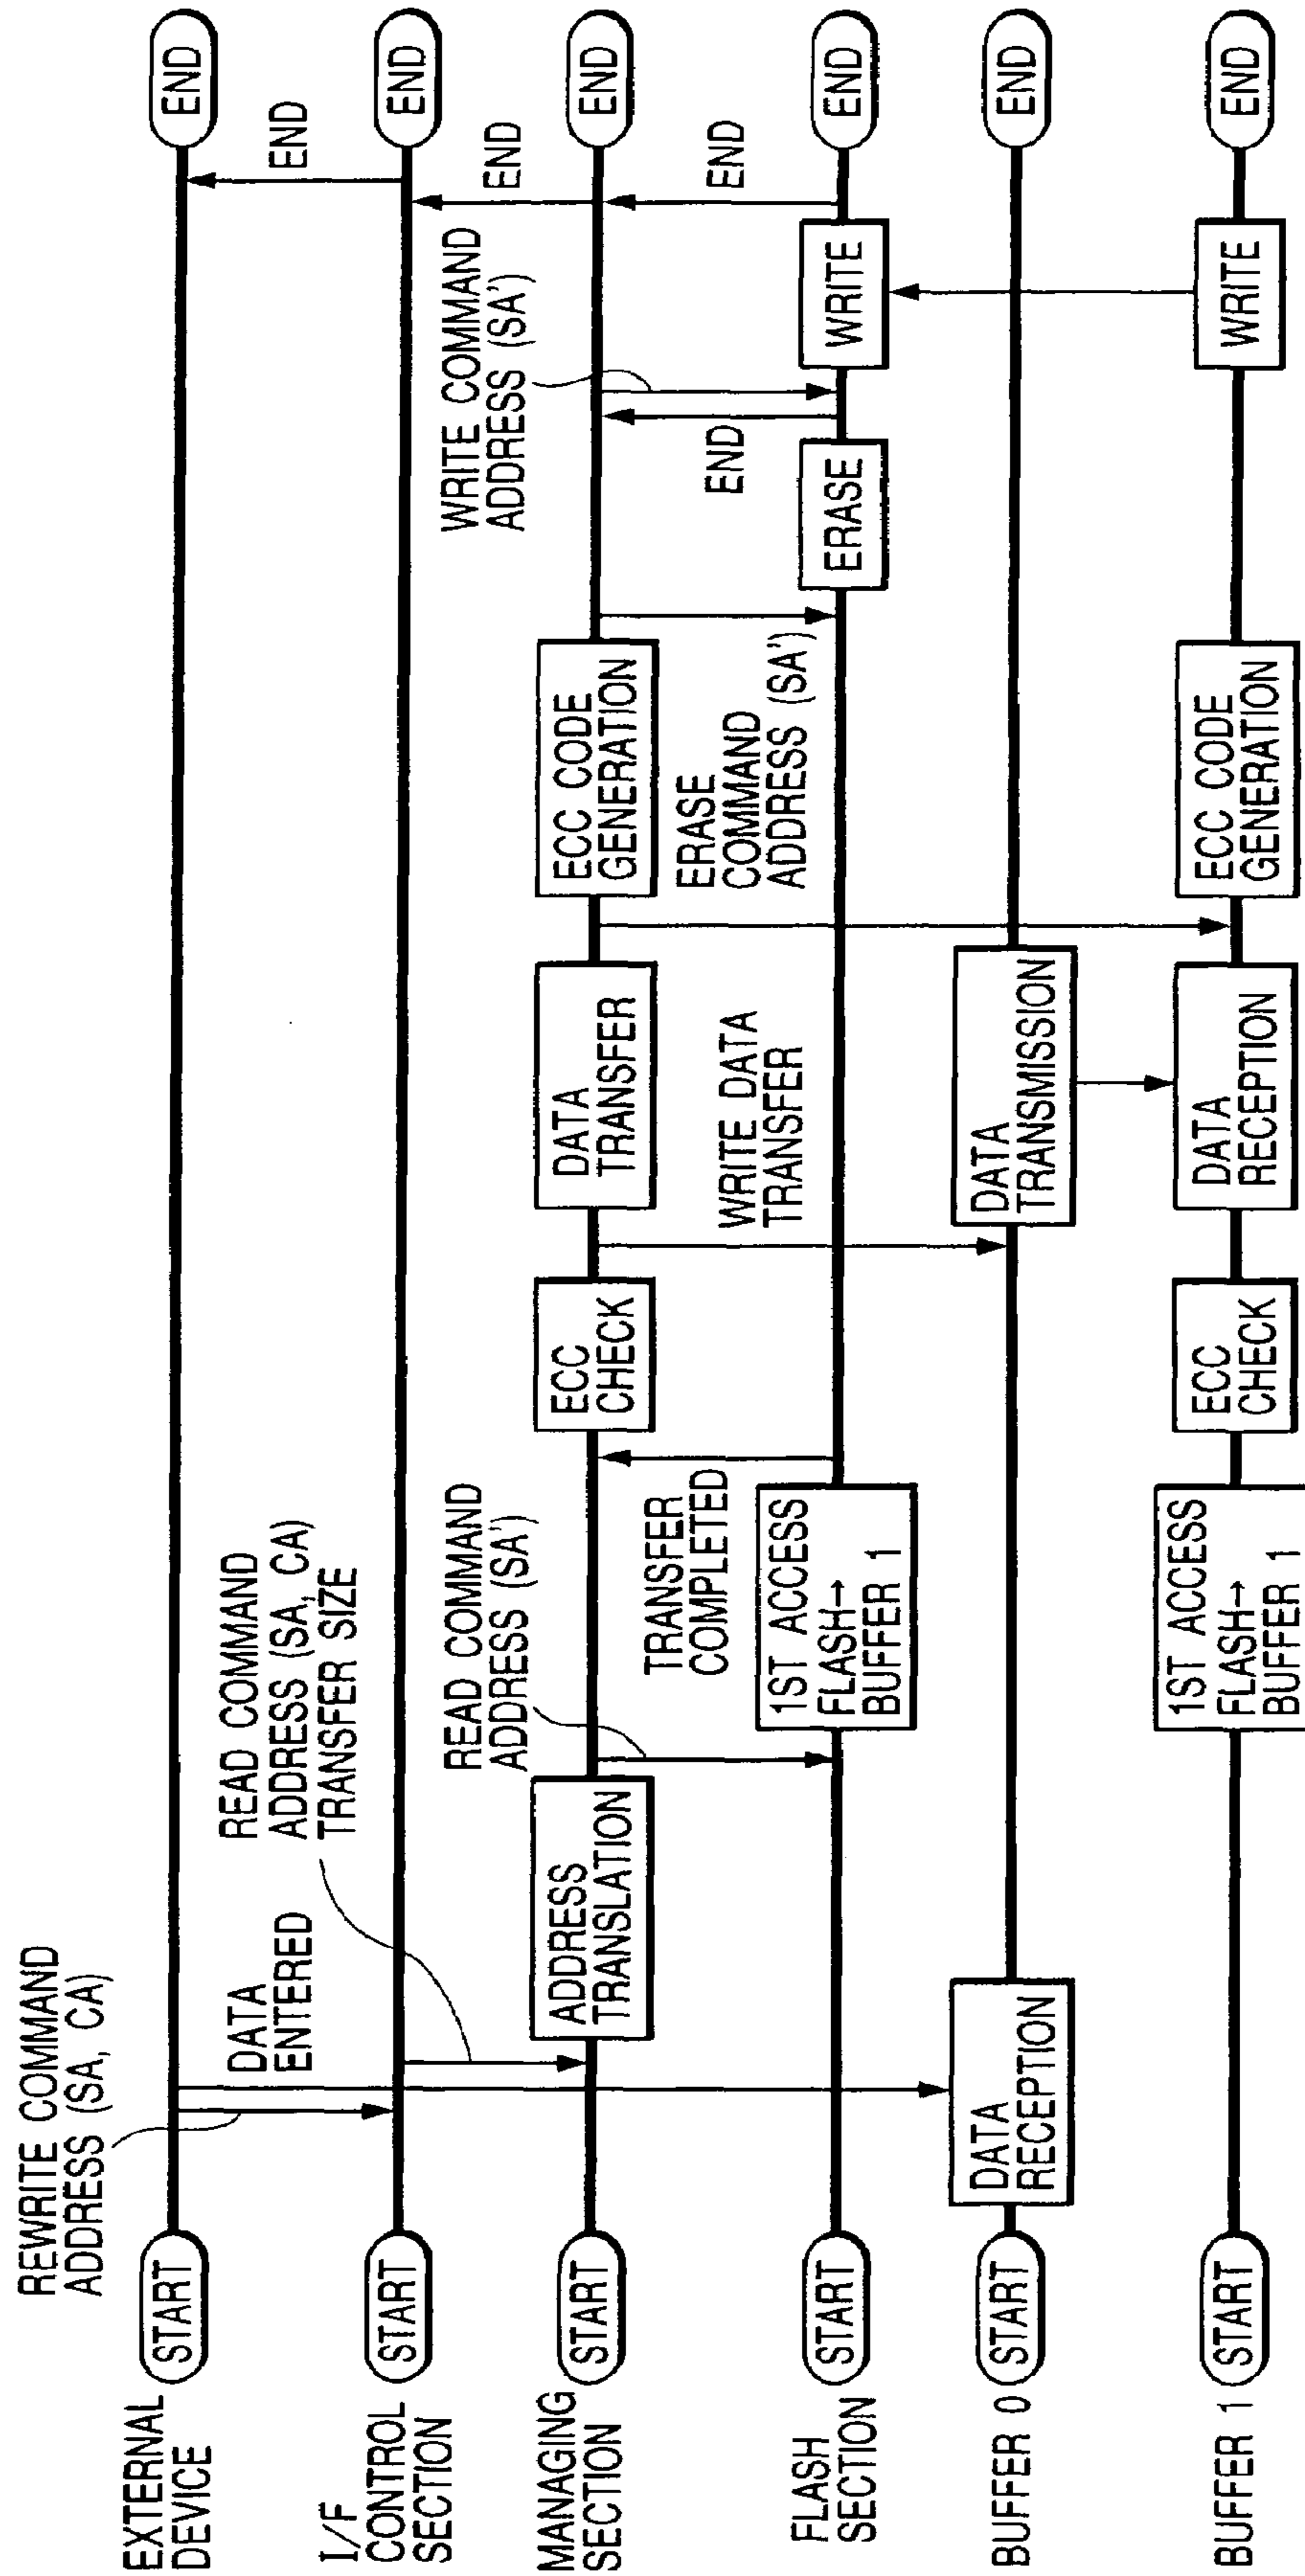 REWRITE COMMAND
ADDRESS (SA, CA)
EXTERNAL
DEVICE
START
END
DATA
ENTERED
READ COMMAND
ADDRESS (SA, CA)
TRANSFER SIZE
END
I/F
CONTROL
SECTION
START
END
READ COMMAND
ADDRESS (SA')
WRITE COMMAND
ADDRESS (SA')
END
MANAGING
SECTION
START
ADDRESS
TRANSLATION
ECC
CHECK
DATA
TRANSFER
ECC CODE
GENERATION
END
TRANSFER
COMPLETED
WRITE DATA
TRANSFER
ERASE
COMMAND
ADDRESS (SA')
END
END
FLASH
SECTION
START
1ST ACCESS
FLASH→
BUFFER 1
ERASE
WRITE
END
BUFFER 0
START
DATA
RECEPTION
DATA
TRANSMISSION
END
BUFFER 1
START
1ST ACCESS
FLASH→
BUFFER 1
ECC
CHECK
DATA
RECEPTION
ECC CODE
GENERATION
WRITE
END